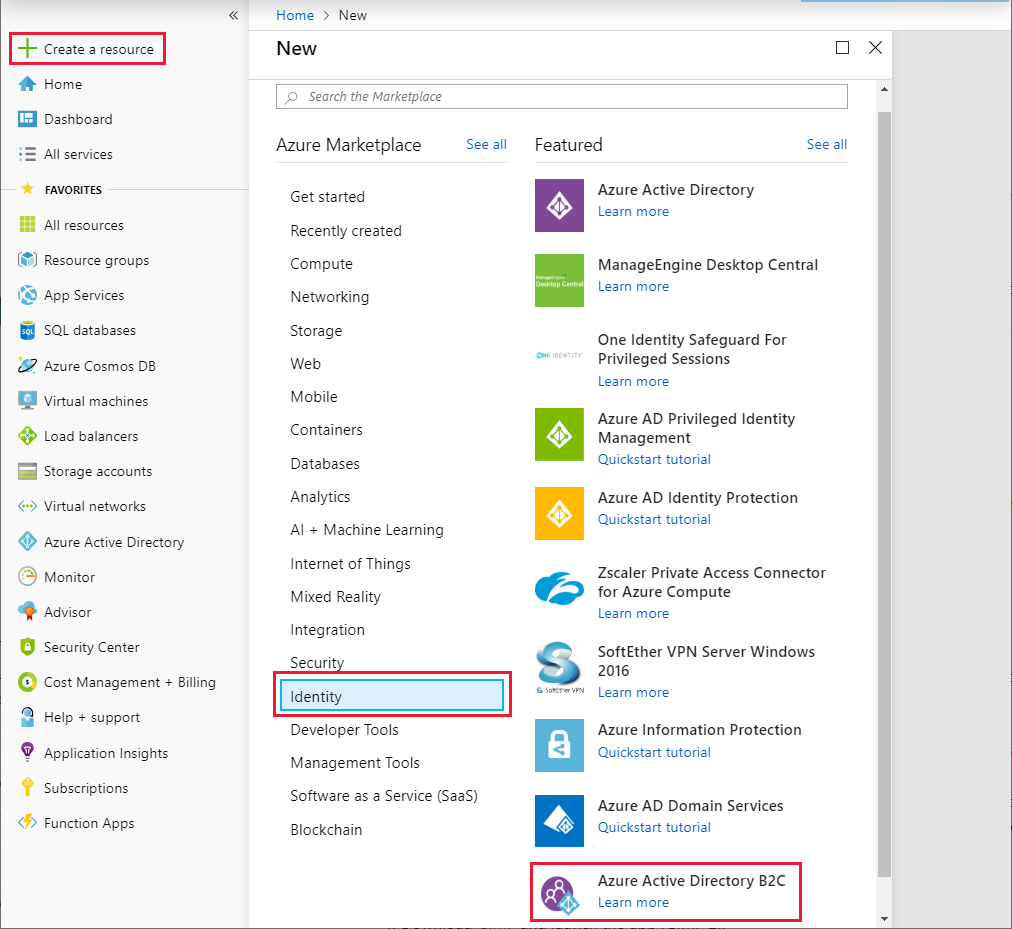 «
Create a resource
Home
Dashboard
All services
FAVORITES
All resources
Resource groups
App Services
SQL
SQL databases
Azure Cosmos DB
Virtual machines
Load balancers
Storage accounts
Virtual networks
Azure Active Directory
Monitor
Advisor
Security Center
Cost Management + Billing
Help + support
Application Insights
Subscriptions
Function Apps
Home > New
New
Search the Marketplace
Azure Marketplace
See all
Get started
Recently created
Compute
Networking
Storage
Web
Mobile
Containers
Databases
Analytics
AI + Machine Learning
Internet of Things
Mixed Reality
Integration
Security
Identity
Developer Tools
Management Tools
Software as a Service (SaaS)
Blockchain
Featured
See all
Azure Active Directory
Learn more
ManageEngine
Desktop Central
ManageEngine Desktop Central
Learn more
ONE IDENTITY
One Identity Safeguard For
Privileged Sessions
Learn more
Azure AD Privileged Identity
Management
Quickstart tutorial
Azure AD Identity Protection
Quickstart tutorial
Zscaler Private Access Connector
for Azure Compute
Learn more
SoftEther VPN
SoftEther VPN Server Windows
2016
Learn more
Azure Information Protection
Quickstart tutorial
Azure AD Domain Services
Quickstart tutorial
Azure Active Directory B2C
Learn more